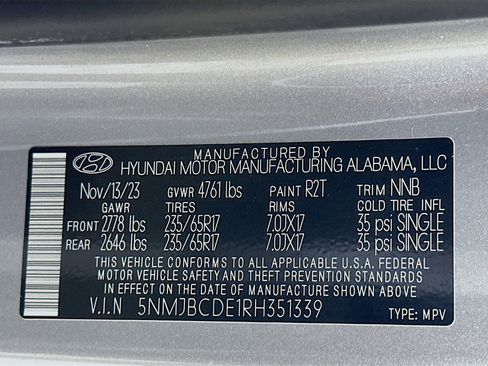 MANUFACTURED BY
HYUNDAI MOTOR MANUFACTURING ALABAMA, LLC
Nov/13/23 GVWR 4761 lbs PAINT R2T TRIM NNB
GAWR TIRES RIMS COLD TIRE INFL
FRONT 2778 lbs 235/65R17 7.0JX17 35 psi SINGLE
REAR 2646 lbs 235/65R17 7.0JX17 35 psi SINGLE
THIS VEHICLE CONFORMS TO ALL APPLICABLE U.S.A. FEDERAL
MOTOR VEHICLE SAFETY AND THEFT PREVENTION STANDARDS
IN EFFECT ON THE DATE OF MANUFACTURE SHOWN ABOVE.
V.I.N 5NMJBCDE1RH351339 TYPE: MPV